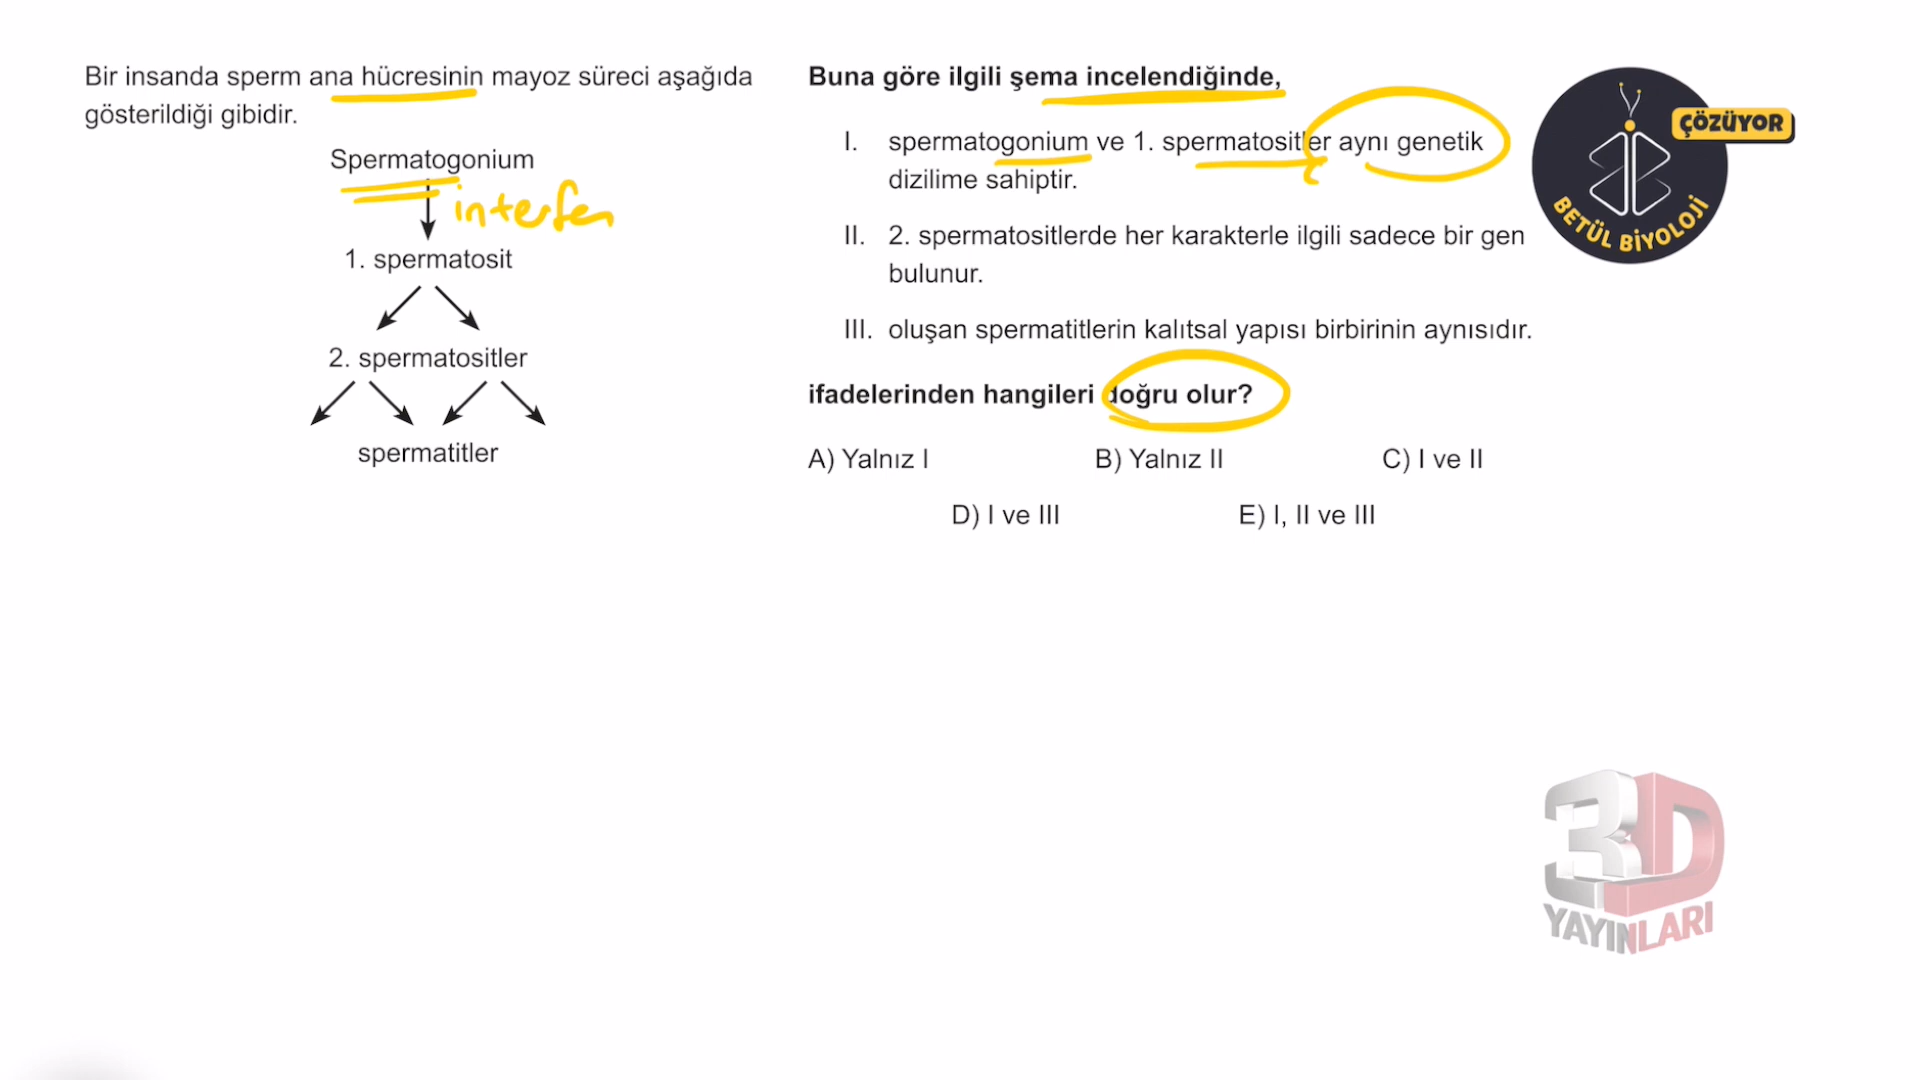 Bir insanda sperm ana hücresinin mayoz süreci aşağıda
gösterildiği gibidir.
Spermatogonium
interfer
1. spermatosit
2. spermatositler
spermatitler
Buna göre ilgili şema incelendiğinde,
I. spermatogonium ve 1. spermatositler aynı genetik
dizilime sahiptir.
II. 2. spermatositlerde her karakterle ilgili sadece bir gen
bulunur.
III. oluşan spermatitlerin kalıtsal yapısı birbirinin aynısıdır.
ifadelerinden hangileri doğru olur?
A) Yalnız I B) Yalnız II C) I ve II
D) I ve III E) I, II ve III
ÇÖZÜYOR
BETÜL BİYOLOJİ
3D
YAYINLARI